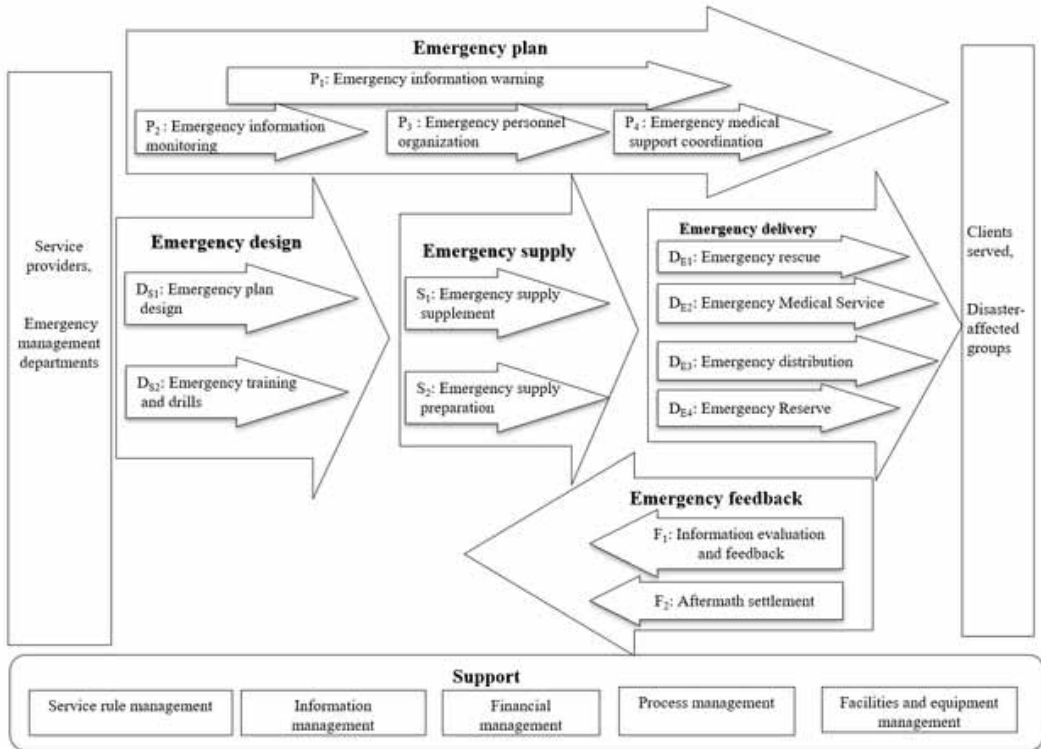 Emergency plan
P1: Emergency information warning
P2 : Emergency information
monitoring
P3 : Emergency personnel
organization
P4 : Emergency medical
support coordination
Service
providers,
Emergency
management
departments
Emergency design
DS1: Emergency plan
design
DS2: Emergency training
and drills
Emergency supply
S1: Emergency supply
supplement
S2: Emergency supply
preparation
Emergency delivery
DE1: Emergency rescue
DE2: Emergency Medical Service
DE3: Emergency distribution
DE4: Emergency Reserve
Clients
served,
Disaster-
affected
groups
Emergency feedback
F1: Information evaluation
and feedback
F2: Aftermath settlement
Support
Service rule management
Information
management
Financial
management
Process management
Facilities and equipment
management